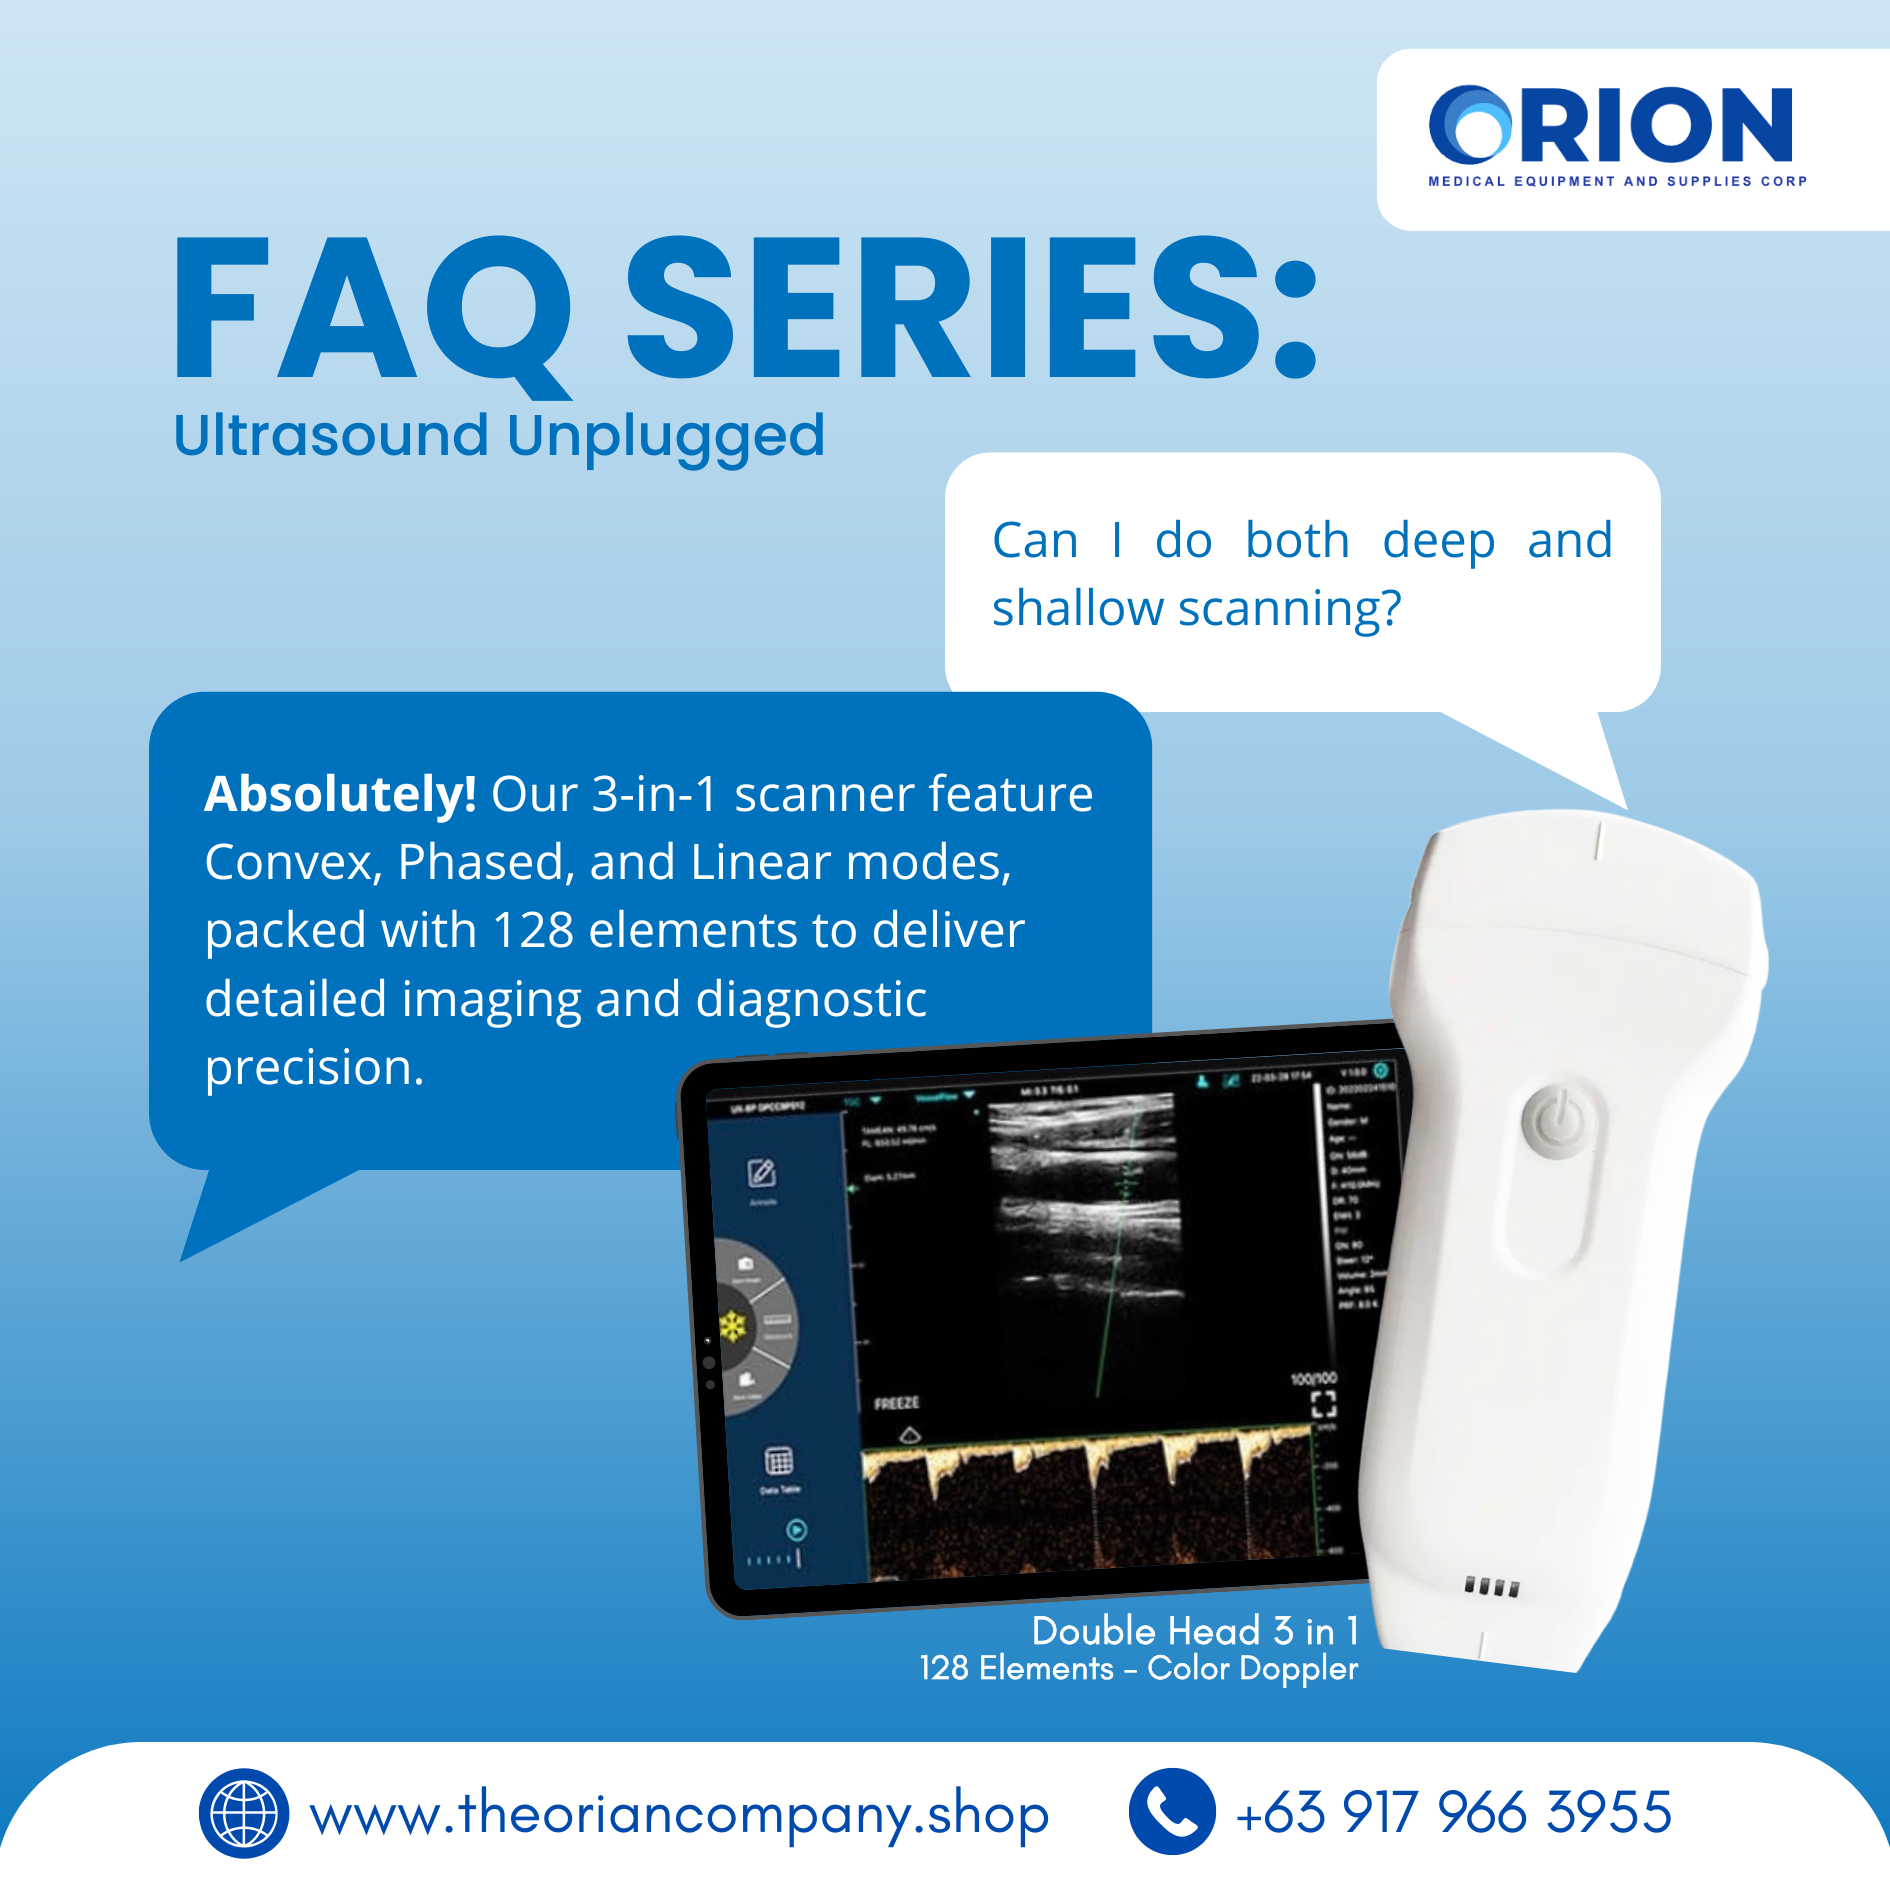 ORION
MEDICAL EQUIPMENT AND SUPPLIES CORP
FAQ SERIES:
Ultrasound Unplugged
Can I do both deep and
shallow scanning?
Absolutely! Our 3-in-1 scanner feature
Convex, Phased, and Linear modes,
packed with 128 elements to deliver
detailed imaging and diagnostic
precision.
FREEZE
100/100
Data Table
Double Head 3 in 1
128 Elements - Color Doppler
www.theoriancompany.shop
+63 917 966 3955